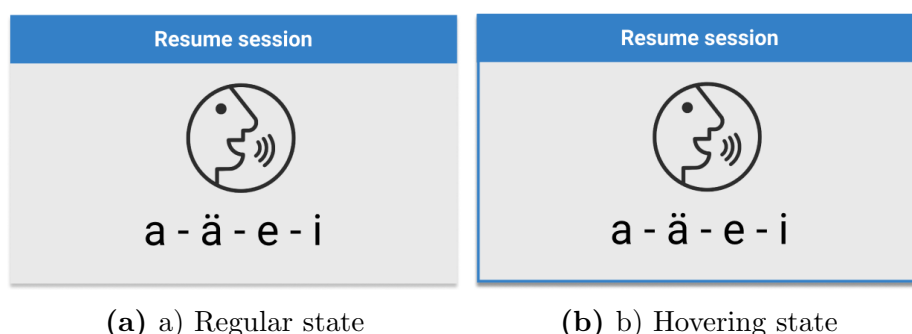 Resume session
a - ä - e - i
Resume session
a - ä - e - i
(a) a) Regular state
(b) b) Hovering state